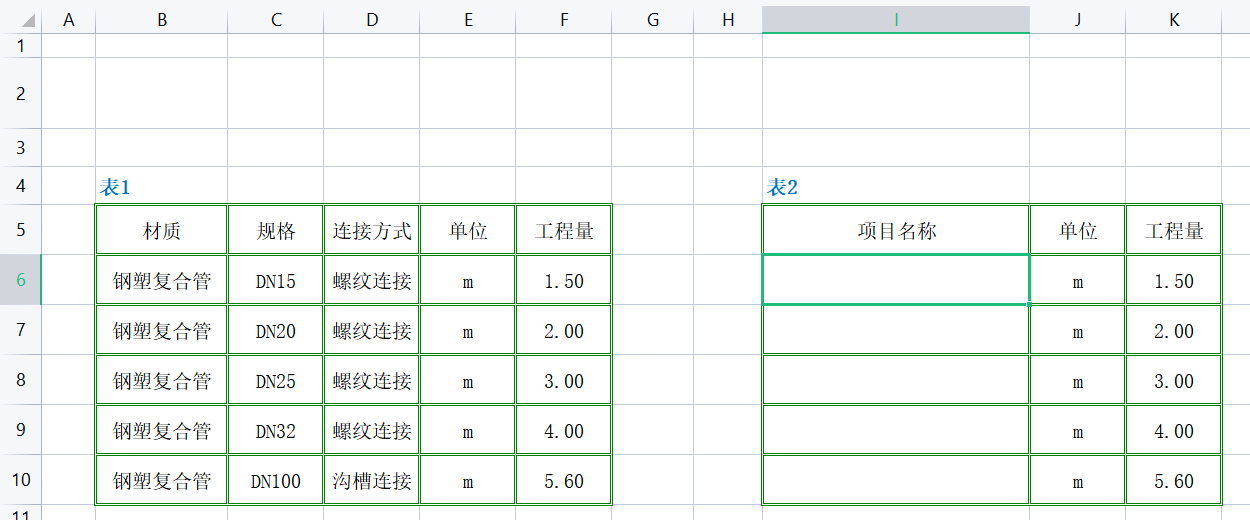 A B C D E F G H I J K
1
2
3
4 表1 表2
5 材质 规格 连接方式 单位 工程量 项目名称 单位 工程量
6 钢塑复合管 DN15 螺纹连接 m 1.50 m 1.50
7 钢塑复合管 DN20 螺纹连接 m 2.00 m 2.00
8 钢塑复合管 DN25 螺纹连接 m 3.00 m 3.00
9 钢塑复合管 DN32 螺纹连接 m 4.00 m 4.00
10 钢塑复合管 DN100 沟槽连接 m 5.60 m 5.60
11